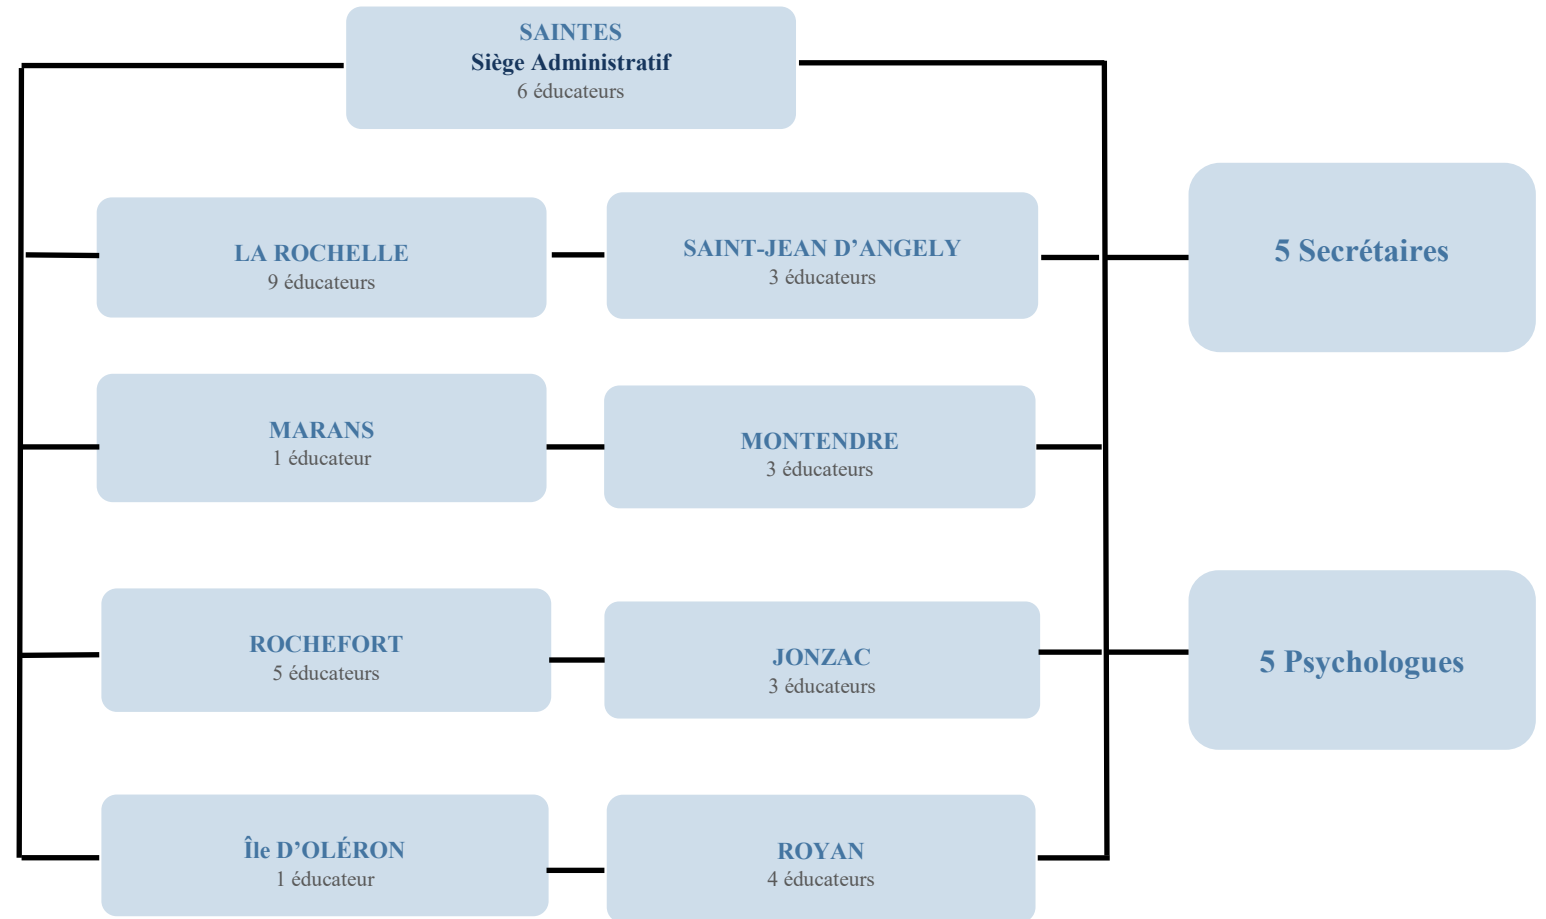 SAINTES
Siège Administratif
6 éducateurs
LA ROCHELLE
9 éducateurs
SAINT-JEAN D’ANGELY
3 éducateurs
5 Secrétaires
MARANS
1 éducateur
MONTENDRE
3 éducateurs
ROCHEFORT
5 éducateurs
JONZAC
3 éducateurs
5 Psychologues
Île D’OLÉRON
1 éducateur
ROYAN
4 éducateurs